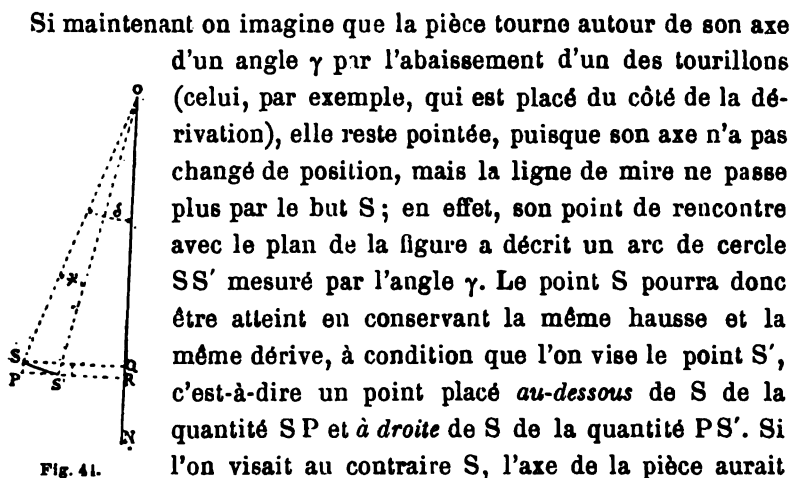 Si maintenant on imagine que la pièce tourne autour de son axe
d'un angle γ par l'abaissement d'un des tourillons
(celui, par exemple, qui est placé du côté de la dé-
rivation), elle reste pointée, puisque son axe n'a pas
changé de position, mais la ligne de mire ne passe
plus par le but S ; en effet, son point de rencontre
avec le plan de la figure a décrit un arc de cercle
SS′ mesuré par l'angle γ. Le point S pourra donc
être atteint en conservant la même hausse et la
même dérive, à condition que l'on vise le point S′,
c'est-à-dire un point placé au-dessous de S de la
quantité SP et à droite de S de la quantité PS′. Si
l'on visait au contraire S, l'axe de la pièce aurait
O
δ
γ
S
Q
P
S′
R
N
Fig. 41.